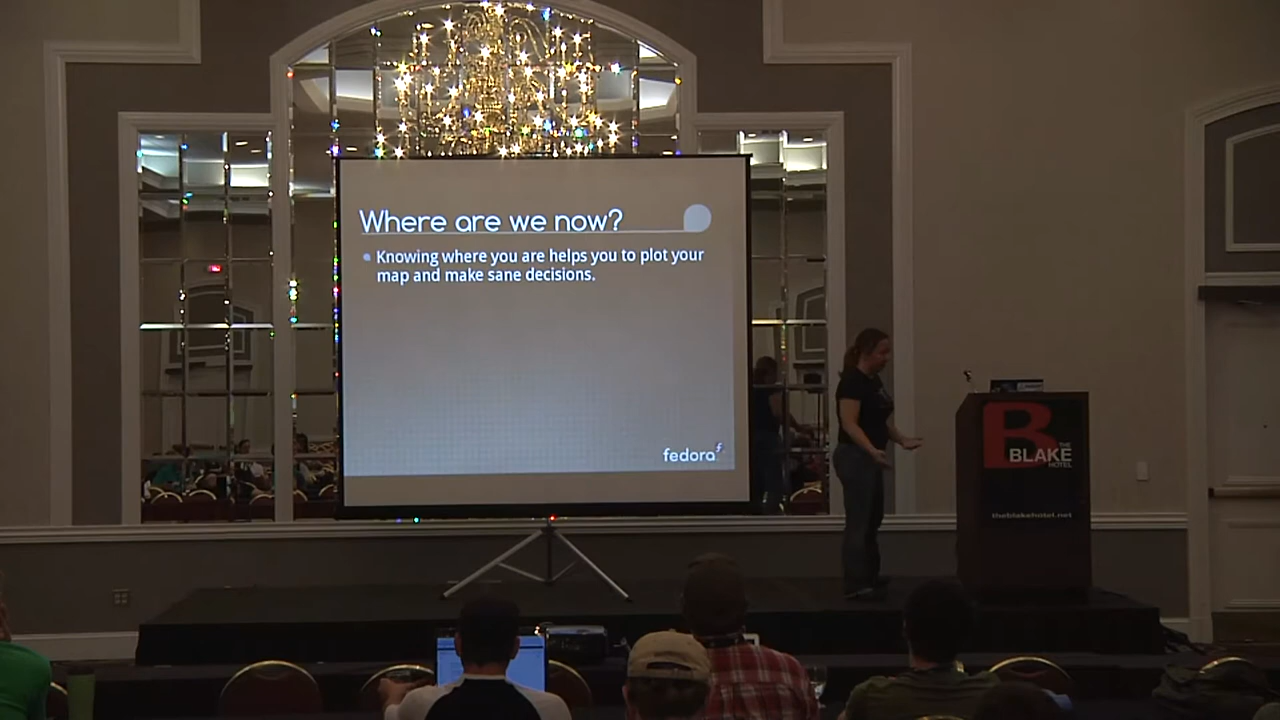 Where are we now?
Knowing where you are helps you to plot your
map and make sane decisions.
fedora
B
THE
BLAKE
HOTEL
theblakehotel.net